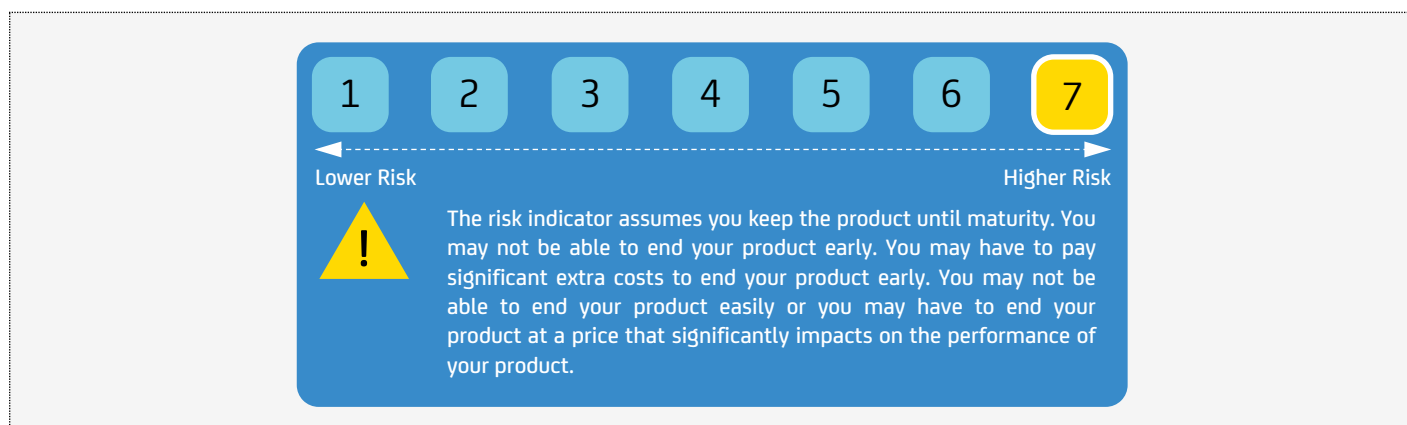 1 2 3 4 5 6 7
Lower Risk Higher Risk
!
The risk indicator assumes you keep the product until maturity. You
may not be able to end your product early. You may have to pay
significant extra costs to end your product early. You may not be
able to end your product easily or you may have to end your
product at a price that significantly impacts on the performance of
your product.